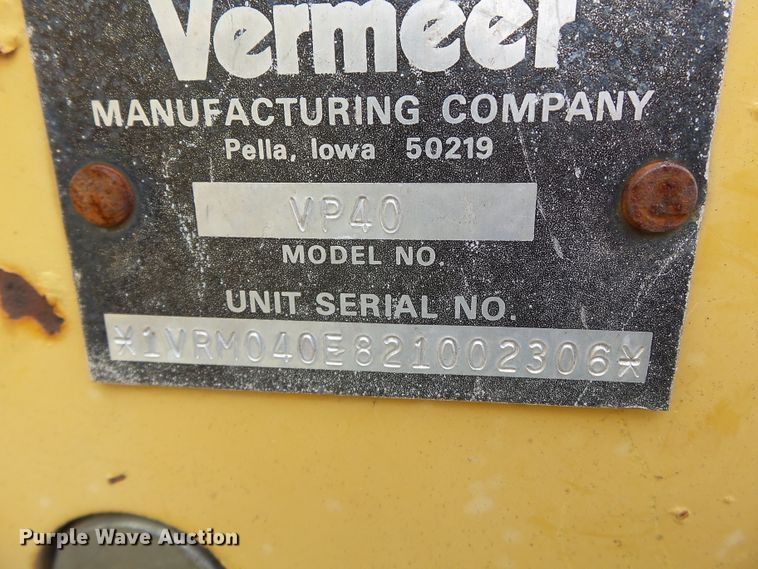 Vermeer
MANUFACTURING COMPANY
Pella, Iowa 50219
VP40
MODEL NO.
UNIT SERIAL NO.
*1VRM040E821002306*
Purple Wave Auction